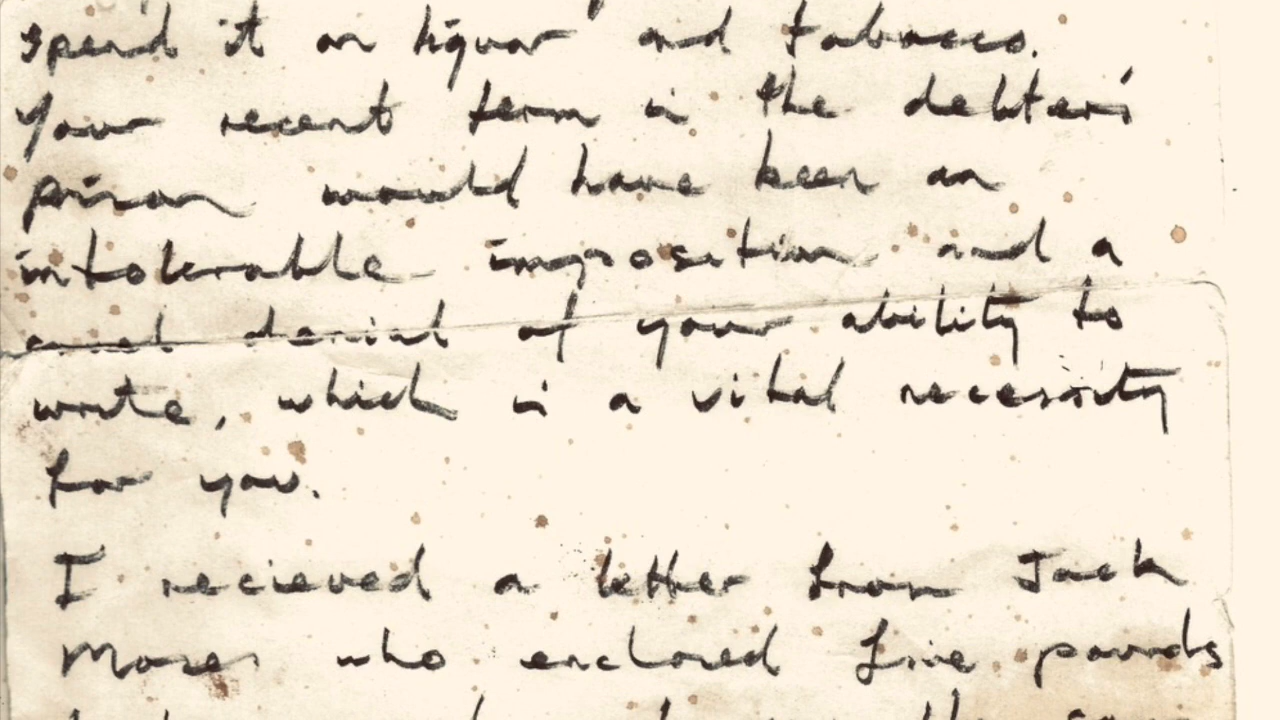 spend it on liquor and tobacco.
Your recent term in the debters'
prison would have been an
intolerable imposition and a
cruel denial of your ability to
write, which is a vital necessity
for you.
I recieved a letter from Jack
Moses who enclosed five pounds